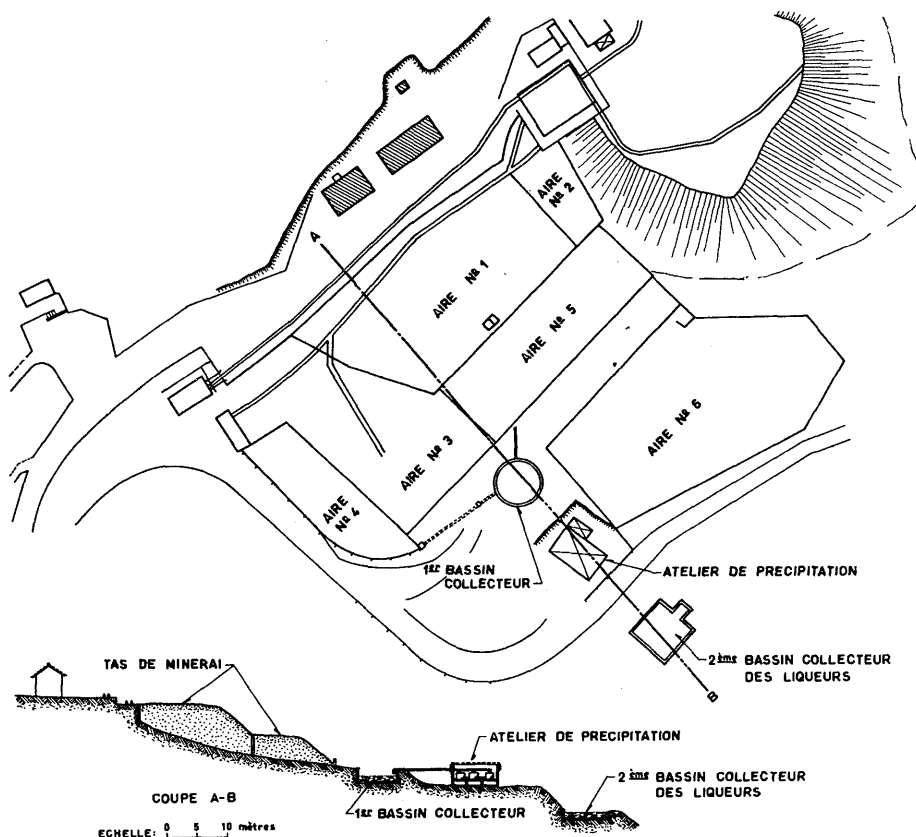 AIRE
Nº 2
AIRE Nº 1
AIRE Nº 5
AIRE Nº 6
AIRE Nº 3
AIRE
Nº 4
A
1er BASSIN
COLLECTEUR
ATELIER DE PRECIPITATION
2ème BASSIN COLLECTEUR
DES LIQUEURS
B
TAS DE MINERAI
ATELIER DE PRECIPITATION
2ème BASSIN COLLECTEUR
DES LIQUEURS
1er BASSIN COLLECTEUR
COUPE A-B
ECHELLE: 0 5 10 mètres